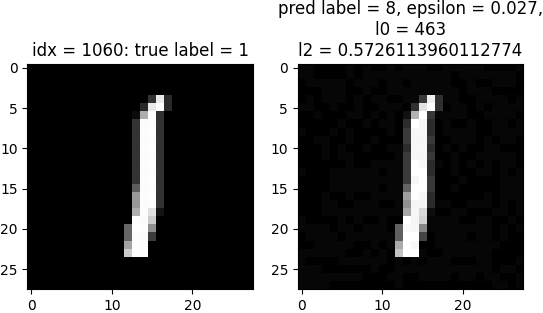 idx = 1060: true label = 1
0
5
10
15
20
25
0 10 20
pred label = 8, epsilon = 0.027,
l0 = 463
l2 = 0.5726113960112774
0
5
10
15
20
25
0 10 20